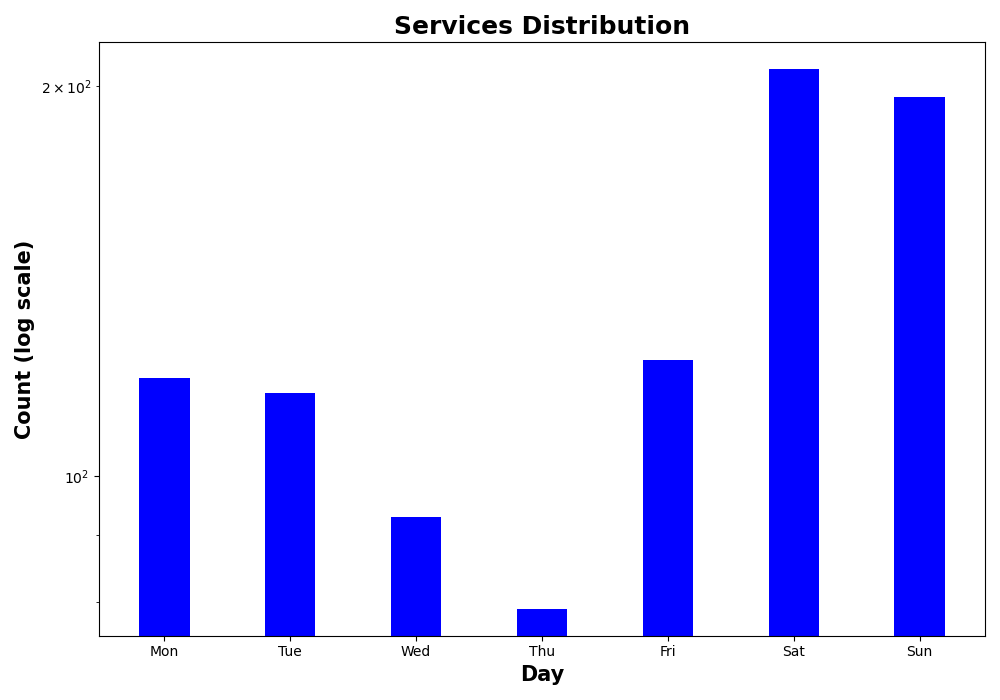 Services Distribution
2 × 10²
10²
Count (log scale)
Mon Tue Wed Thu Fri Sat Sun
Day